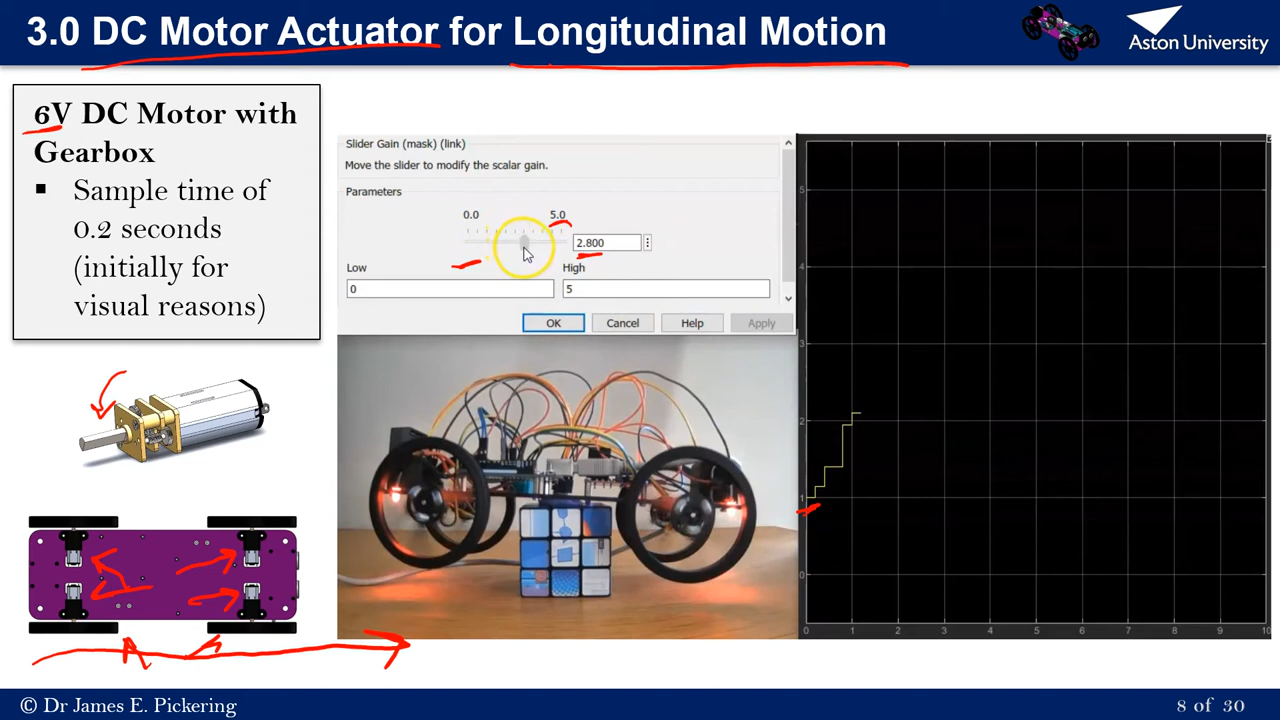 3.0 DC Motor Actuator for Longitudinal Motion
Aston University
6V DC Motor with
Gearbox
▪ Sample time of
0.2 seconds
(initially for
visual reasons)
Slider Gain (mask) (link)
Move the slider to modify the scalar gain.
Parameters
0.0 5.0
2.800
Low High
0 5
OK Cancel Help Apply
5
4
3
2
1
0
0 1 2 3 4 5 6 7 8 9 10
© Dr James E. Pickering
8 of 30